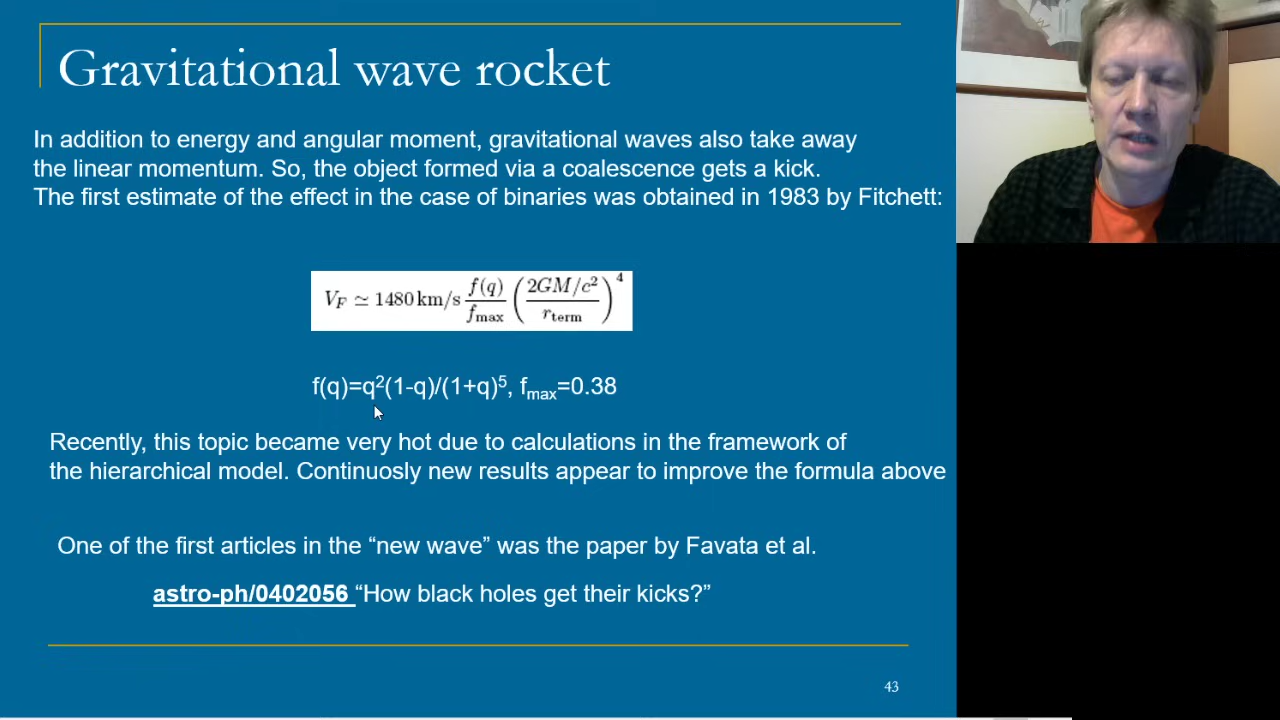 Gravitational wave rocket
In addition to energy and angular moment, gravitational waves also take away
the linear momentum. So, the object formed via a coalescence gets a kick.
The first estimate of the effect in the case of binaries was obtained in 1983 by Fitchett:
V_F ≃ 1480 km/s f(q)/f_max (2GM/c²/r_term)⁴
f(q)=q²(1-q)/(1+q)⁵, f_max=0.38
Recently, this topic became very hot due to calculations in the framework of
the hierarchical model. Continuosly new results appear to improve the formula above
One of the first articles in the “new wave” was the paper by Favata et al.
astro-ph/0402056 “How black holes get their kicks?”
43